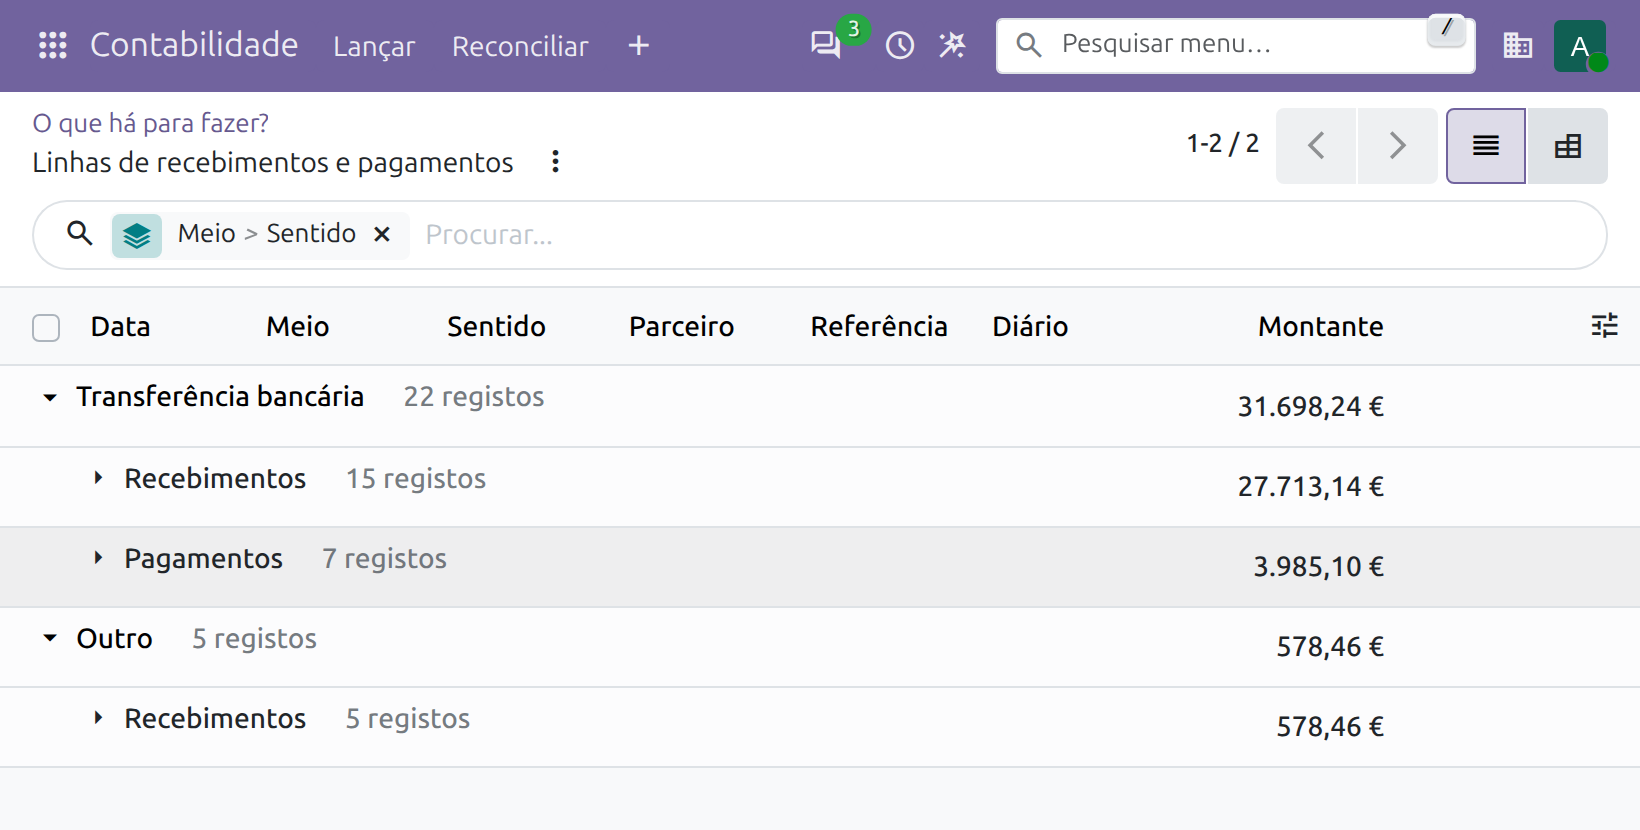 Contabilidade Lançar Reconciliar + 3 Pesquisar menu... / A
O que há para fazer?
Linhas de recebimentos e pagamentos
1-2 / 2
Meio > Sentido × Procurar...
Data Meio Sentido Parceiro Referência Diário Montante
Transferência bancária 22 registos 31.698,24 €
Recebimentos 15 registos 27.713,14 €
Pagamentos 7 registos 3.985,10 €
Outro 5 registos 578,46 €
Recebimentos 5 registos 578,46 €